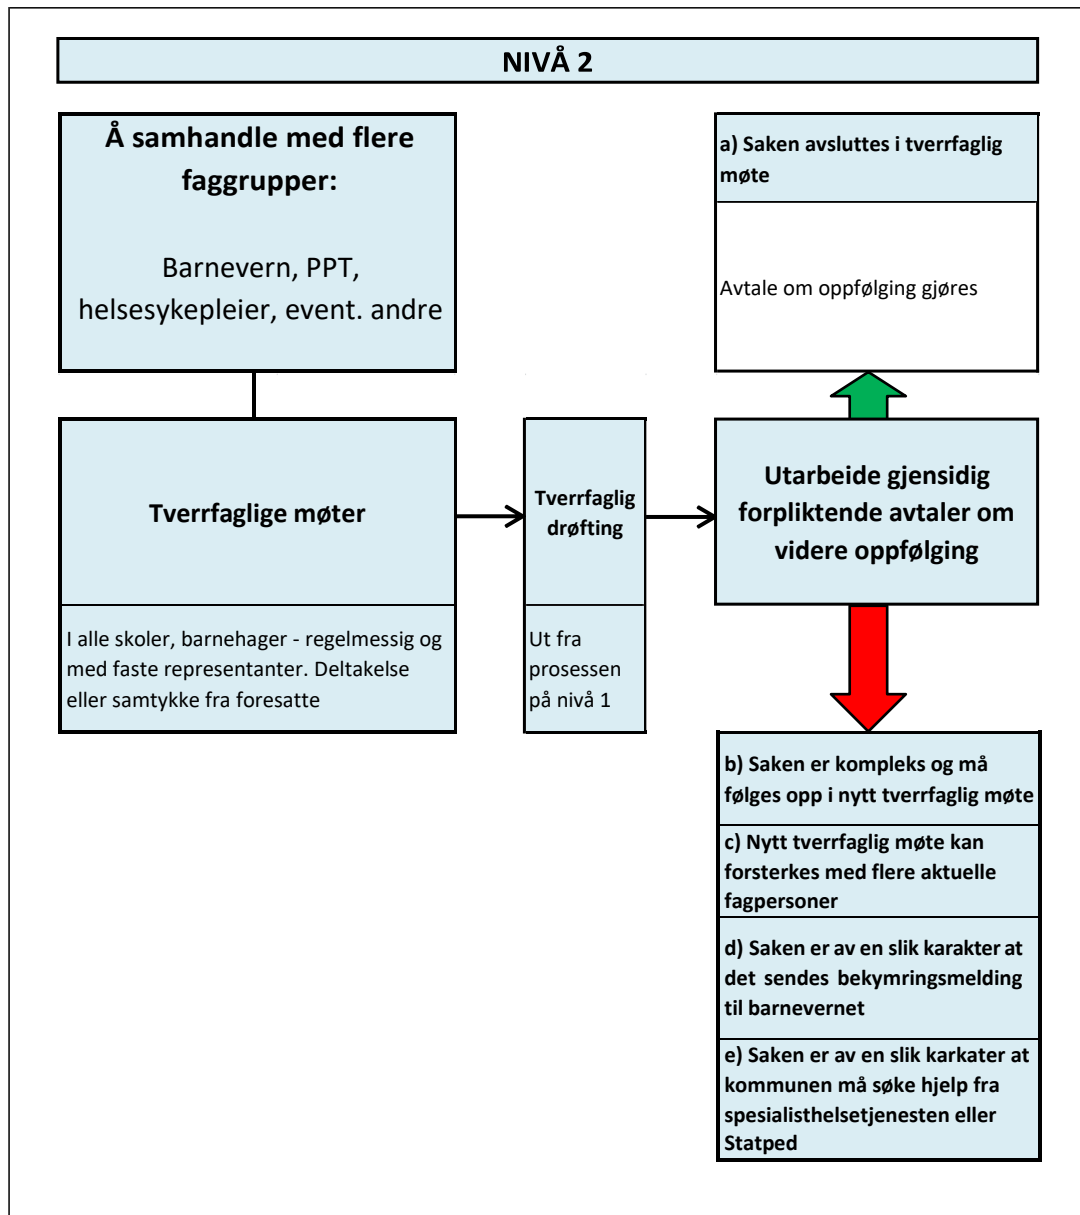 NIVÅ 2
Å samhandle med flere
faggrupper:
Barnevern, PPT,
helsesykepleier, event. andre
a) Saken avsluttes i tverrfaglig
møte
Avtale om oppfølging gjøres
Tverrfaglige møter
I alle skoler, barnehager - regelmessig og
med faste representanter. Deltakelse
eller samtykke fra foresatte
Tverrfaglig
drøfting
Ut fra
prosessen
på nivå 1
Utarbeide gjensidig
forpliktende avtaler om
videre oppfølging
b) Saken er kompleks og må
følges opp i nytt tverrfaglig møte
c) Nytt tverrfaglig møte kan
forsterkes med flere aktuelle
fagpersoner
d) Saken er av en slik karakter at
det sendes bekymringsmelding
til barnevernet
e) Saken er av en slik karkater at
kommunen må søke hjelp fra
spesialisthelsetjenesten eller
Statped